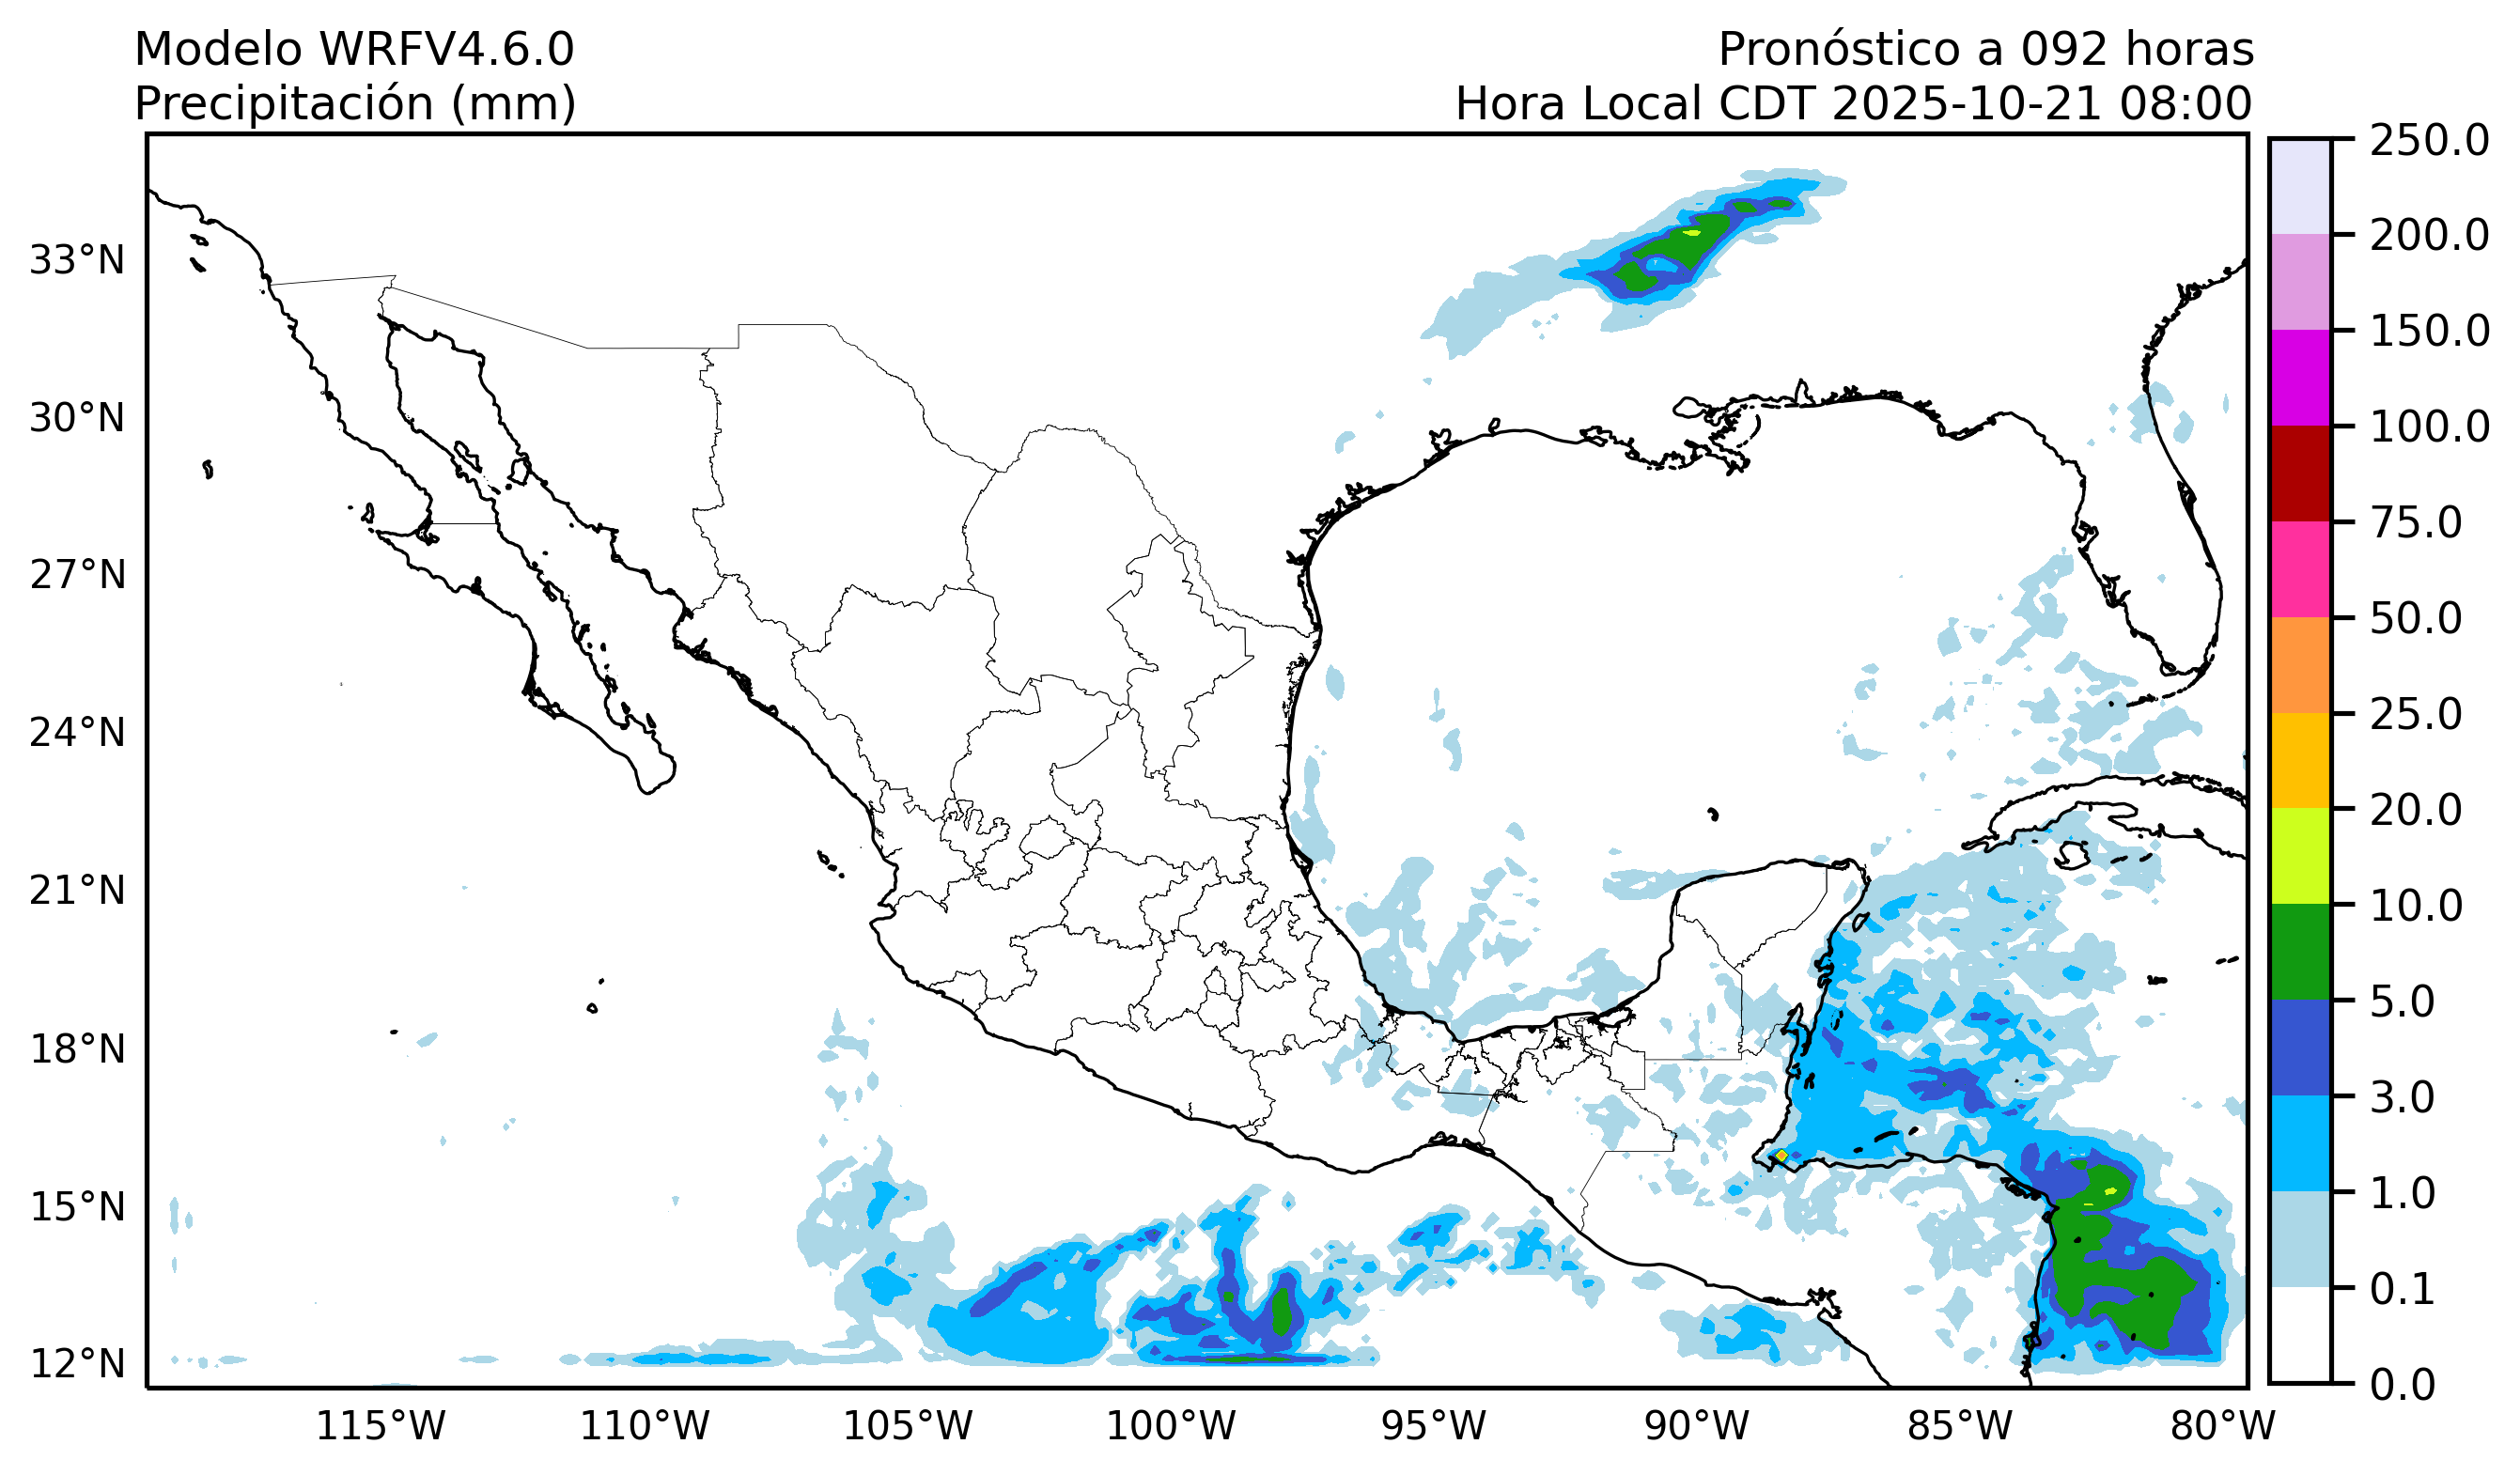 Modelo WRFV4.6.0
Pronóstico a 092 horas
Precipitación (mm)
Hora Local CDT 2025-10-21 08:00
33°N
30°N
27°N
24°N
21°N
18°N
15°N
12°N
115°W
110°W
105°W
100°W
95°W
90°W
85°W
80°W
250.0
200.0
150.0
100.0
75.0
50.0
25.0
20.0
10.0
5.0
3.0
1.0
0.1
0.0